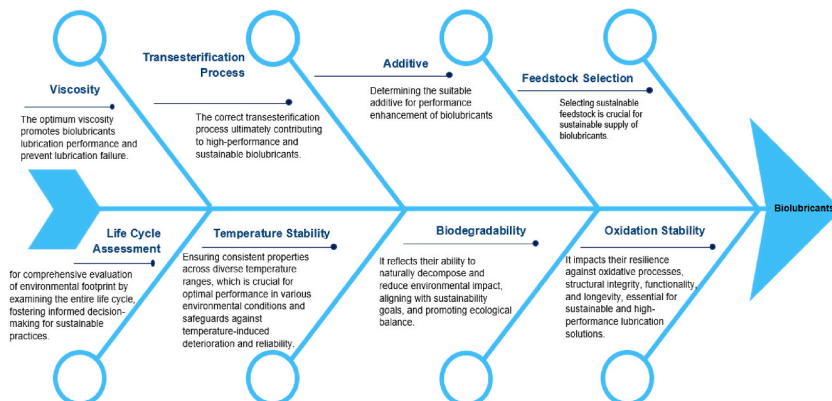 Viscosity
The optimum viscosity
promotes biolubricants
lubrication performance and
prevent lubrication failure.
Transesterification
Process
The correct transesterification
process ultimately contributing
to high-performance and
sustainable biolubricants.
Additive
Determining the suitable
additive for performance
enhancement of biolubricants
Feedstock Selection
Selecting sustainable
feedstock is crucial for
sustainable supply of
biolubricants.
Biolubricants
Life Cycle
Assessment
for comprehensive evaluation
of environmental footprint by
examining the entire life cycle,
fostering informed decision-
making for sustainable
practices.
Temperature Stability
Ensuring consistent properties
across diverse temperature
ranges, which is crucial for
optimal performance in various
environmental conditions and
safeguards against
temperature-induced
deterioration and reliability.
Biodegradability
It reflects their ability to
naturally decompose and
reduce environmental impact,
aligning with sustainability
goals, and promoting ecological
balance.
Oxidation Stability
It impacts their resilience
against oxidative processes,
structural integrity, functionality,
and longevity, essential for
sustainable and high-
performance lubrication
solutions.